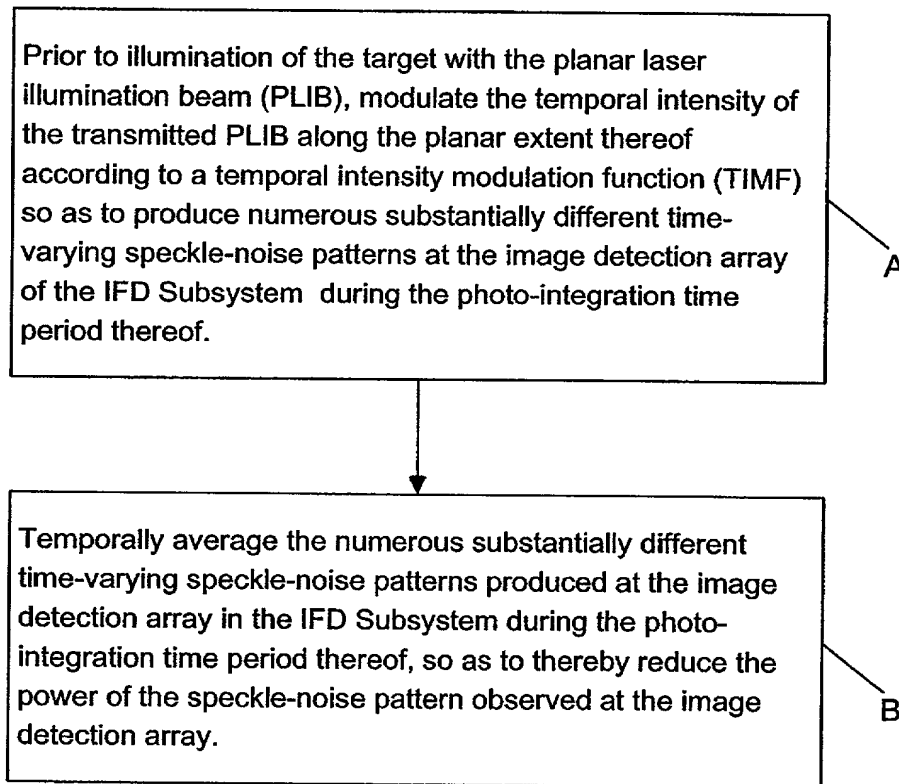 Prior to illumination of the target with the planar laser
illumination beam (PLIB), modulate the temporal intensity of
the transmitted PLIB along the planar extent thereof
according to a temporal intensity modulation function (TIMF)
so as to produce numerous substantially different time-
varying speckle-noise patterns at the image detection array
of the IFD Subsystem during the photo-integration time
period thereof.
A
Temporally average the numerous substantially different
time-varying speckle-noise patterns produced at the image
detection array in the IFD Subsystem during the photo-
integration time period thereof, so as to thereby reduce the
power of the speckle-noise pattern observed at the image
detection array.
B